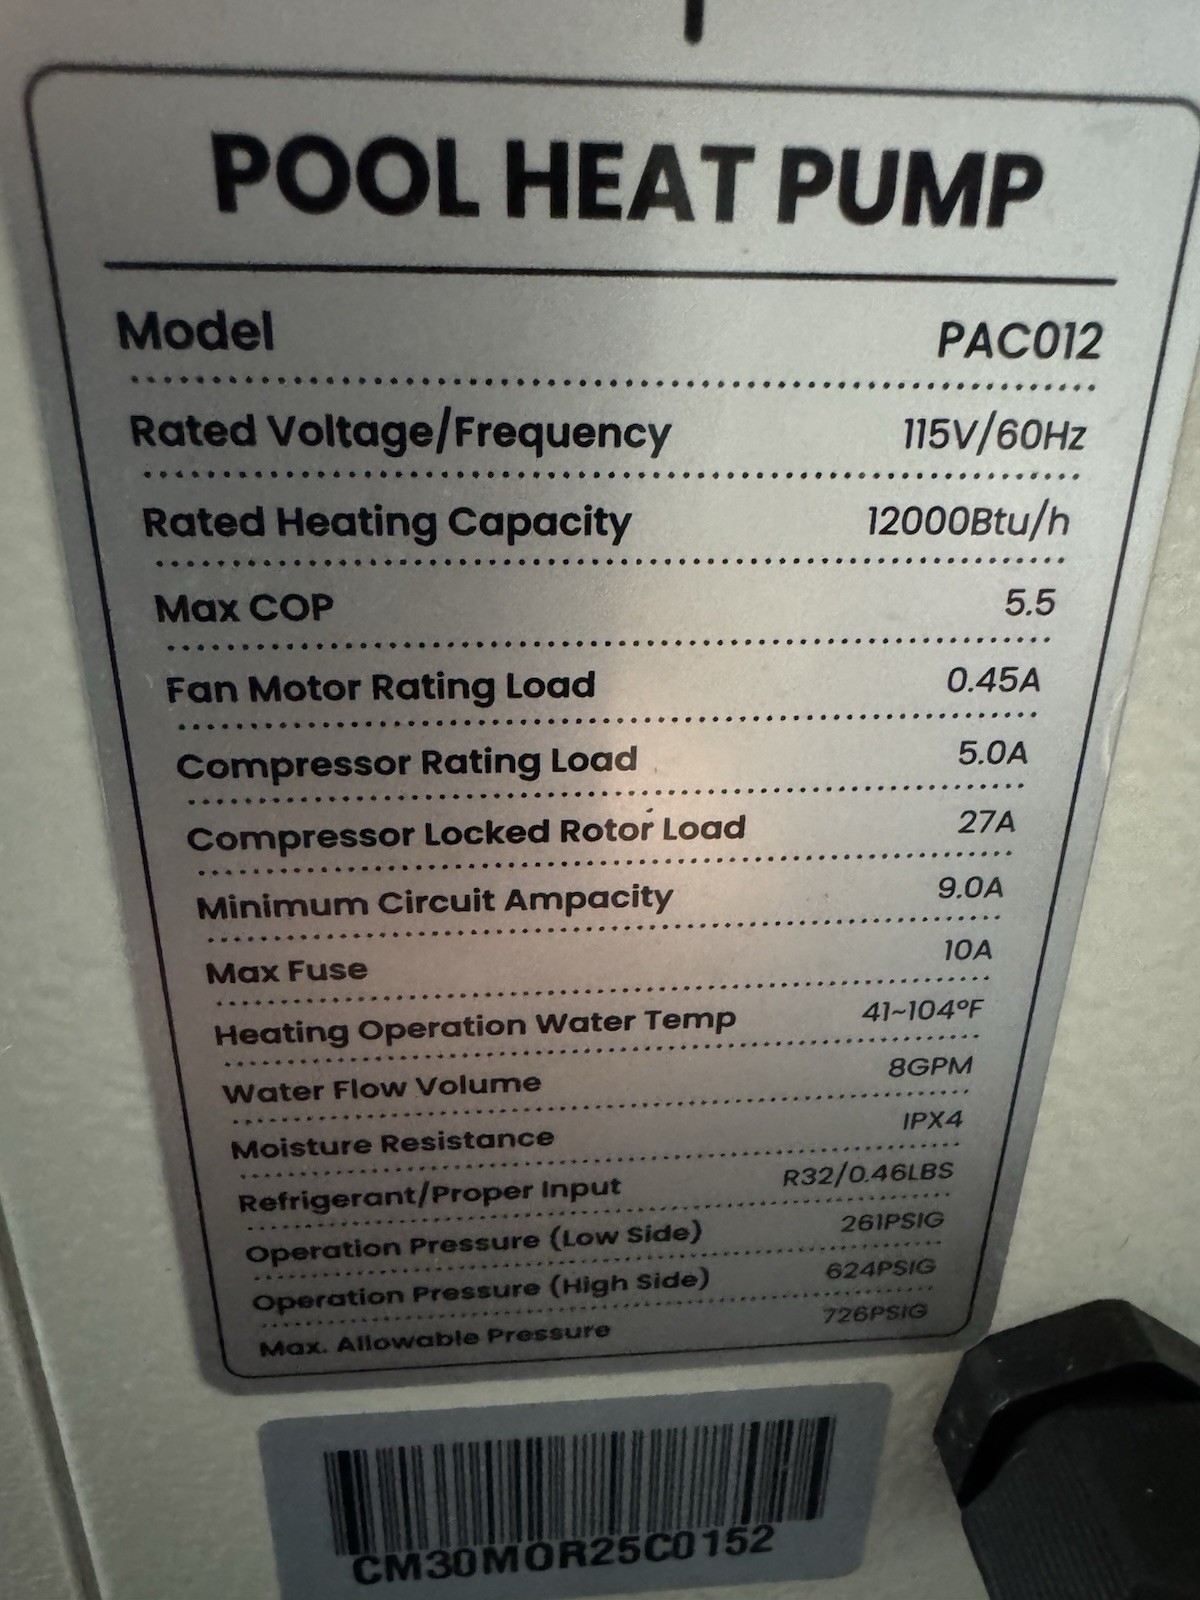 POOL HEAT PUMP
Model PAC012
Rated Voltage/Frequency 115V/60Hz
Rated Heating Capacity 12000Btu/h
Max COP 5.5
Fan Motor Rating Load 0.45A
Compressor Rating Load 5.0A
Compressor Locked Rotor Load 27A
Minimum Circuit Ampacity 9.0A
Max Fuse 10A
Heating Operation Water Temp 41~104°F
Water Flow Volume 8GPM
Moisture Resistance IPX4
Refrigerant/Proper Input R32/0.46LBS
Operation Pressure (Low Side) 261PSIG
Operation Pressure (High Side) 624PSIG
Max. Allowable Pressure 726PSIG
CM30MOR25C0152